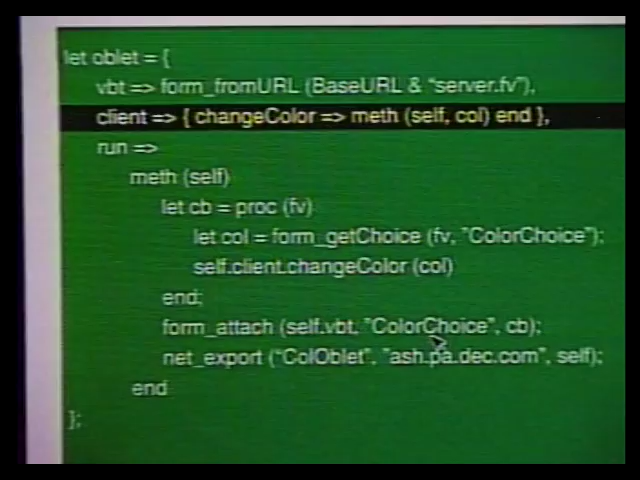 let oblet = {
vbt => form_fromURL (BaseURL & "server.fv"),
client => { changeColor => meth (self, col) end },
run =>
meth (self)
let cb = proc (fv)
let col = form_getChoice (fv, "ColorChoice");
self.client.changeColor (col)
end;
form_attach (self.vbt, "ColorChoice", cb);
net_export ("ColOblet", "ash.pa.dec.com", self);
end
};